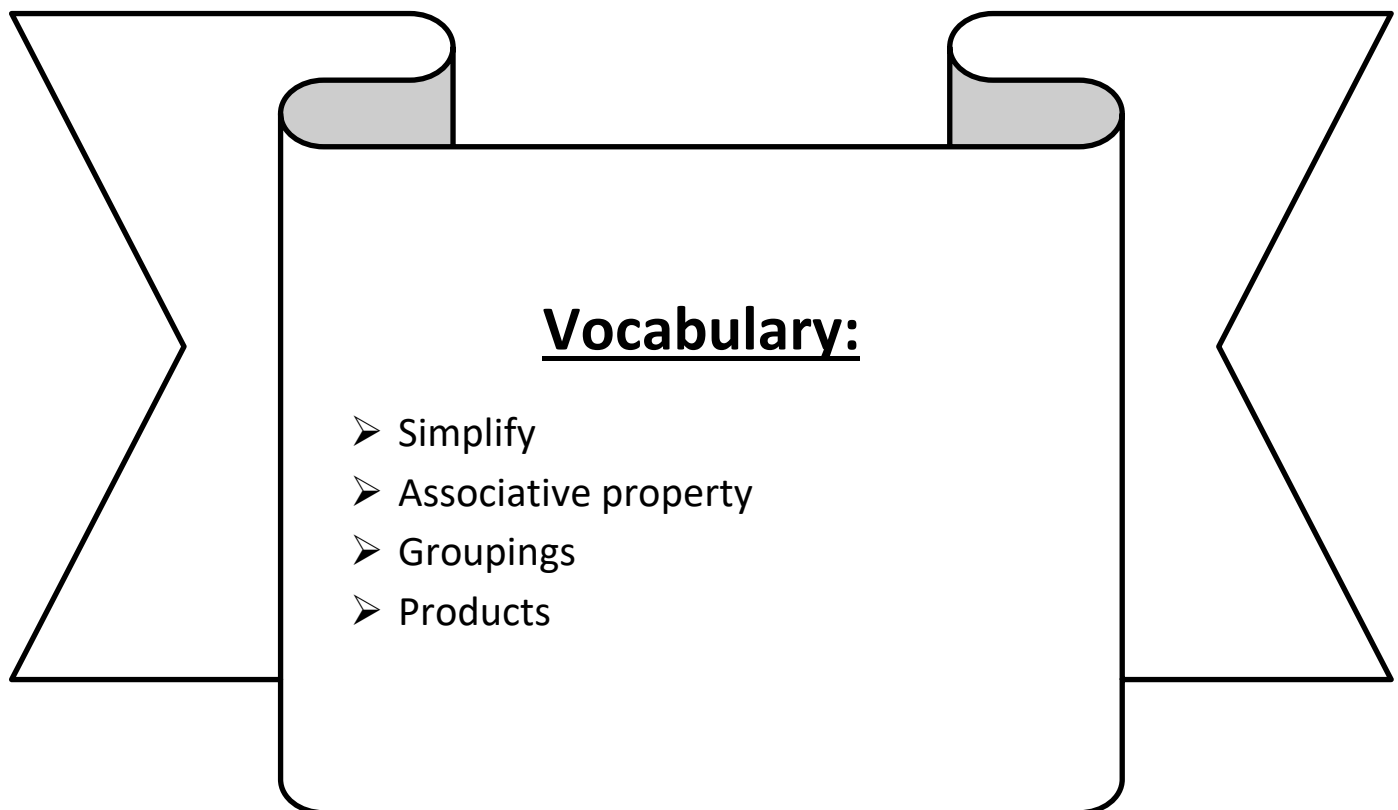 Vocabulary:
➢ Simplify
➢ Associative property
➢ Groupings
➢ Products